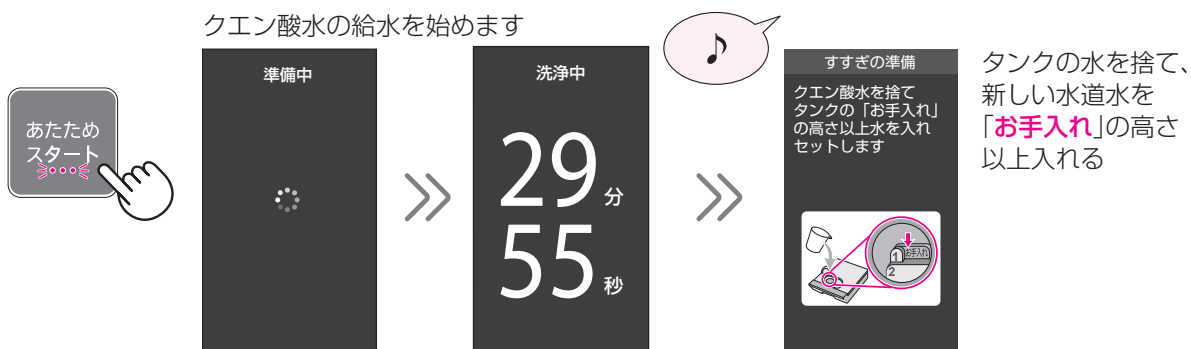 クエン酸水の給水を始めます
あたため
スタート
準備中
洗浄中
29分
55秒
♪
すすぎの準備
クエン酸水を捨て
タンクの「お手入れ」
の高さ以上水を入れ
セットします
お手入れ
1
2
タンクの水を捨て、
新しい水道水を
「お手入れ」の高さ
以上入れる